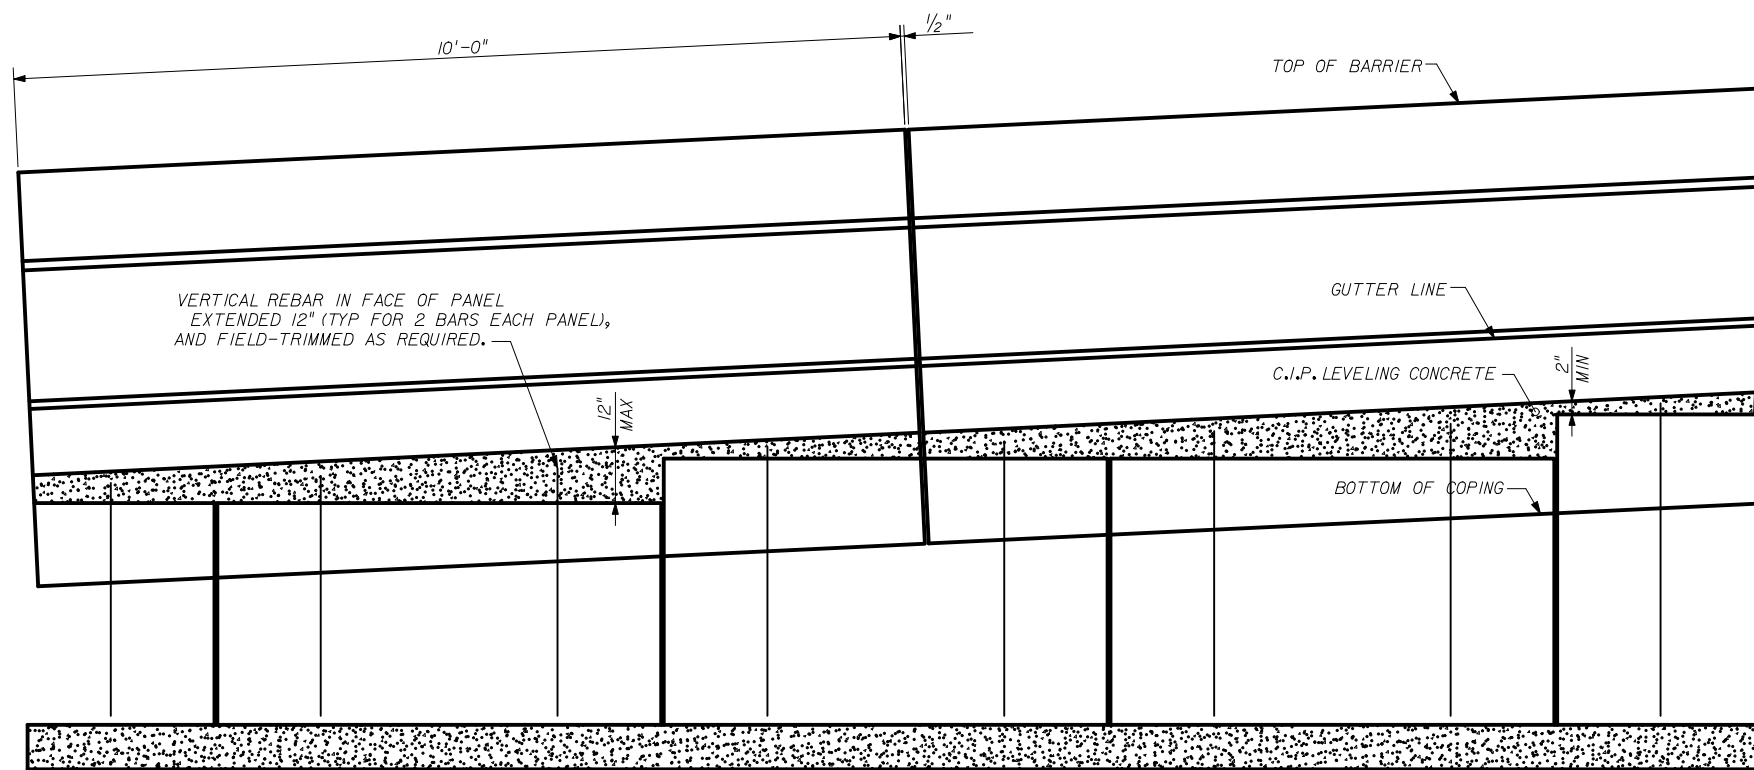 1/2"
10'-0"
TOP OF BARRIER
GUTTER LINE
VERTICAL REBAR IN FACE OF PANEL
EXTENDED 12" (TYP FOR 2 BARS EACH PANEL),
AND FIELD-TRIMMED AS REQUIRED.
C.I.P. LEVELING CONCRETE
2"
MIN
12"
MAX
BOTTOM OF COPING